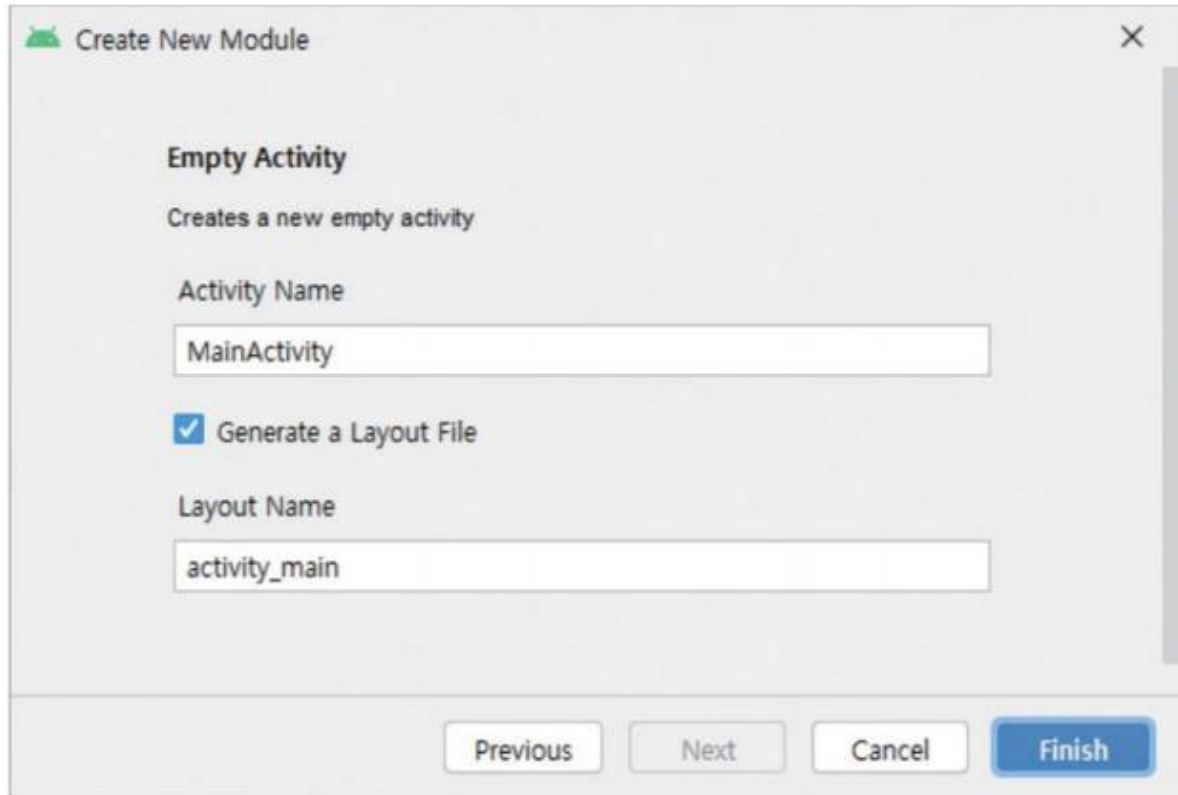 Create New Module
Empty Activity
Creates a new empty activity
Activity Name
MainActivity
Generate a Layout File
Layout Name
activity_main
Previous Next Cancel Finish